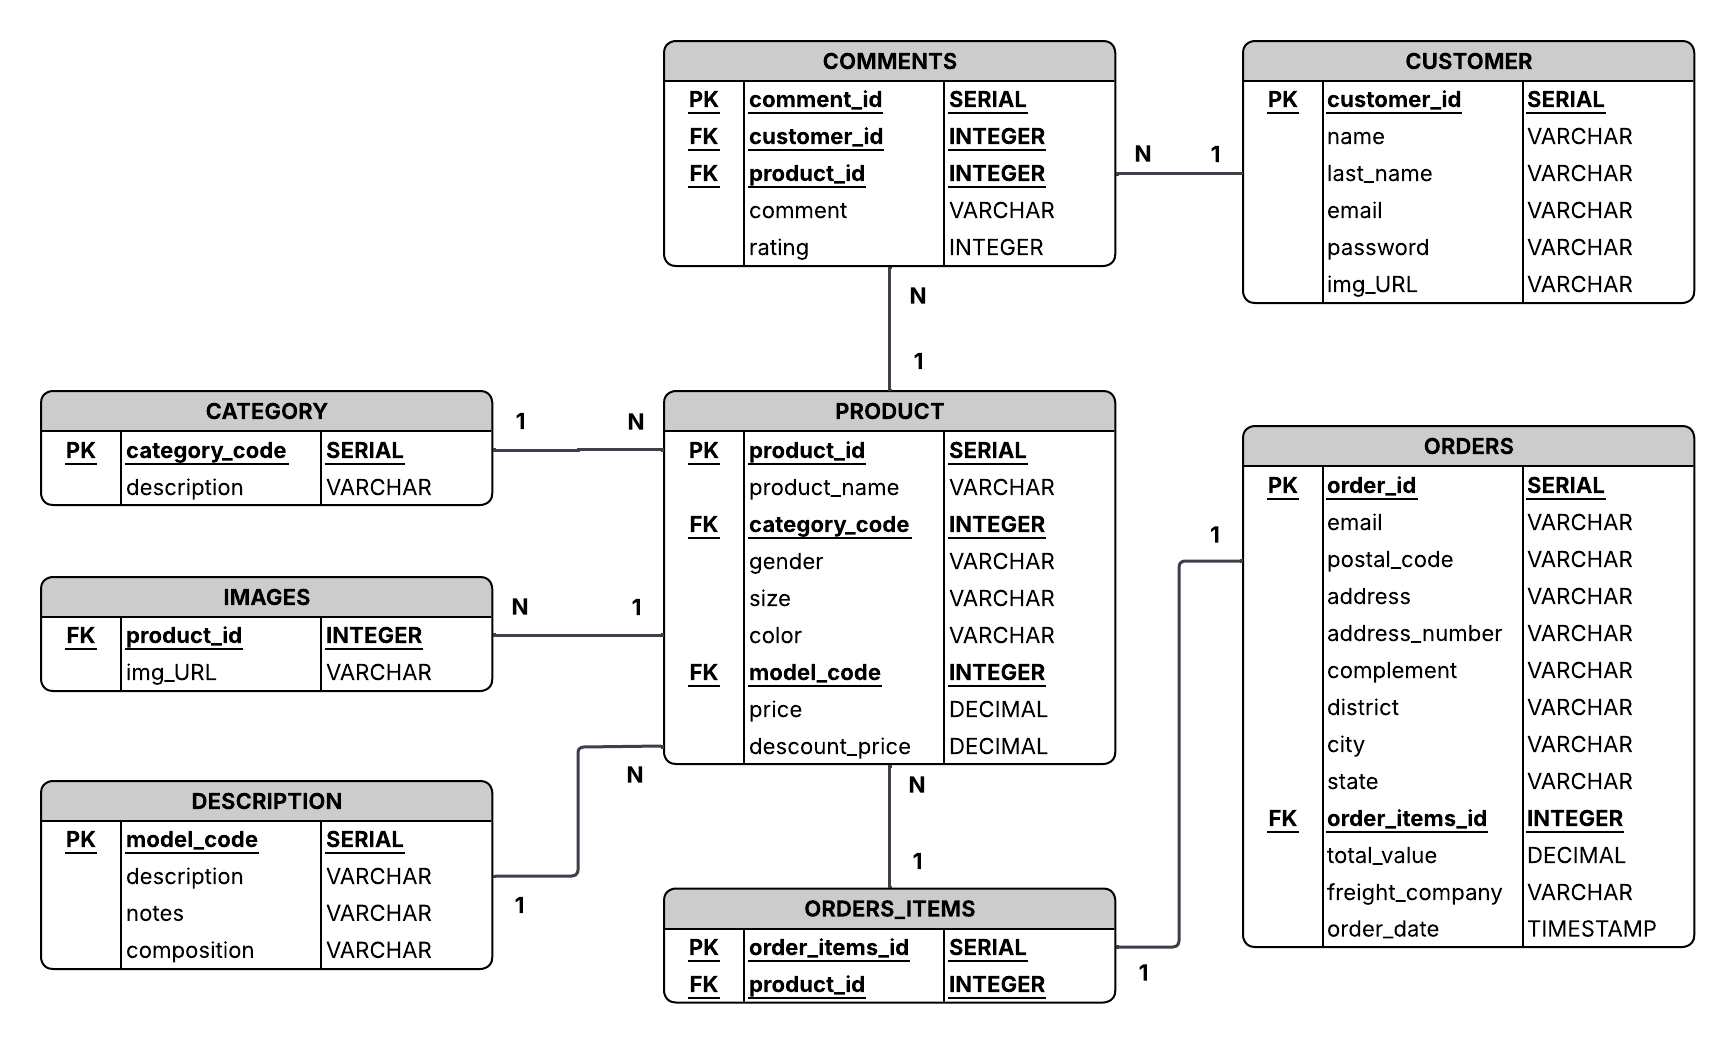 COMMENTS
PK comment_id SERIAL
FK customer_id INTEGER
FK product_id INTEGER
comment VARCHAR
rating INTEGER
N 1
CUSTOMER
PK customer_id SERIAL
name VARCHAR
last_name VARCHAR
email VARCHAR
password VARCHAR
img_URL VARCHAR
N
1
CATEGORY
PK category_code SERIAL
description VARCHAR
1 N
IMAGES
FK product_id INTEGER
img_URL VARCHAR
N 1
DESCRIPTION
PK model_code SERIAL
description VARCHAR
notes VARCHAR
composition VARCHAR
N
1
PRODUCT
PK product_id SERIAL
product_name VARCHAR
FK category_code INTEGER
gender VARCHAR
size VARCHAR
color VARCHAR
FK model_code INTEGER
price DECIMAL
descount_price DECIMAL
N
1
ORDERS_ITEMS
PK order_items_id SERIAL
FK product_id INTEGER
1
1
ORDERS
PK order_id SERIAL
email VARCHAR
postal_code VARCHAR
address VARCHAR
address_number VARCHAR
complement VARCHAR
district VARCHAR
city VARCHAR
state VARCHAR
FK order_items_id INTEGER
total_value DECIMAL
freight_company VARCHAR
order_date TIMESTAMP